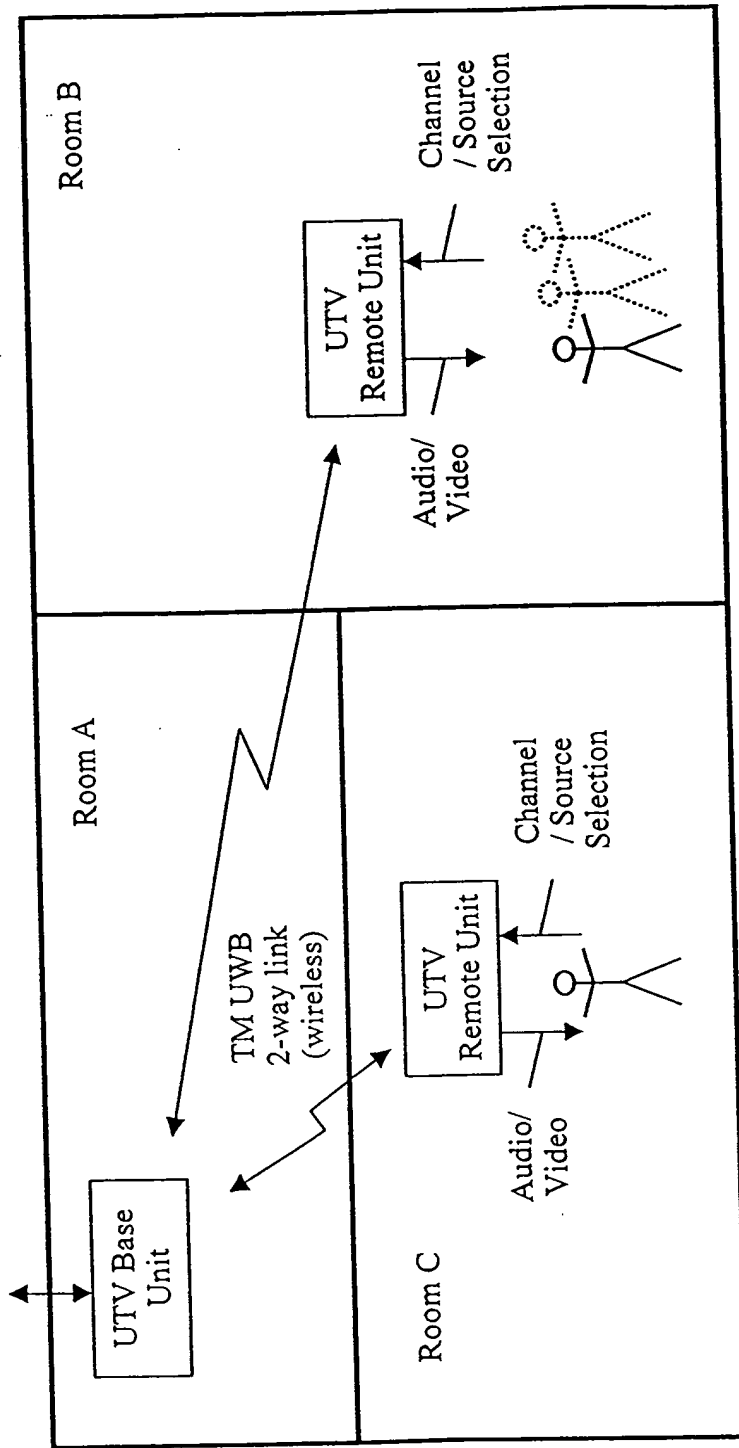 Room A
UTV Base
Unit
TM UWB
2-way link
(wireless)
Room B
UTV
Remote Unit
Audio/
Video
Channel
/ Source
Selection
Room C
UTV
Remote Unit
Audio/
Video
Channel
/ Source
Selection